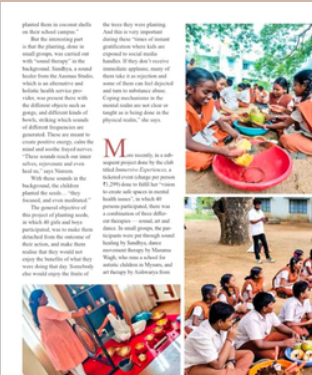 planted them in coconut shells
on their school campus."
But the interesting part
is that the planting, done in
small groups, was carried out
with "sound therapy" in the
background. Sandhya, a sound
healer from the Aasmae Studio,
which is an alternative and
holistic health service pro-
vider, was present there with
the different objects such as
gongs, and different kinds of
bowls, striking which sounds
of different frequencies are
generated. These are meant to
create positive energy, calm the
mind and soothe frayed nerves.
"These sounds reach our inner
selves, rejuvenate and even
heal us," says Nasreen.
With these sounds in the
background, the children
planted the seeds... "they
focused, and even meditated."
The general objective of
this project of planting seeds,
in which 40 girls and boys
participated, was to make them
detached from the outcome of
their action, and make them
realise that they would not
enjoy the benefits of what they
were doing that day. Somebody
else would enjoy the fruits of
the trees they were planting.
And this is very important
during these "times of instant
gratification where kids are
exposed to social media
handles. If they don't receive
immediate applause, many of
them take it as rejection and
some of them can feel dejected
and turn to substance abuse.
Coping mechanisms in the
mental realm are not clear or
taught as is being done in the
physical realm," she says.
More recently, in a sub-
sequent project done by the club
titled Immersive Experiences, a
ticketed event (charge per person
₹1,299) done to fulfil her "vision
to create safe spaces in mental
health issues", in which 40
persons participated, there was
a combination of three differ-
ent therapies — sound, art and
dance. In small groups, the par-
ticipants were put through sound
healing by Sandhya, dance
movement therapy by Manasa
Wagh, who runs a school for
autistic children in Mysuru, and
art therapy by Aishwarya from